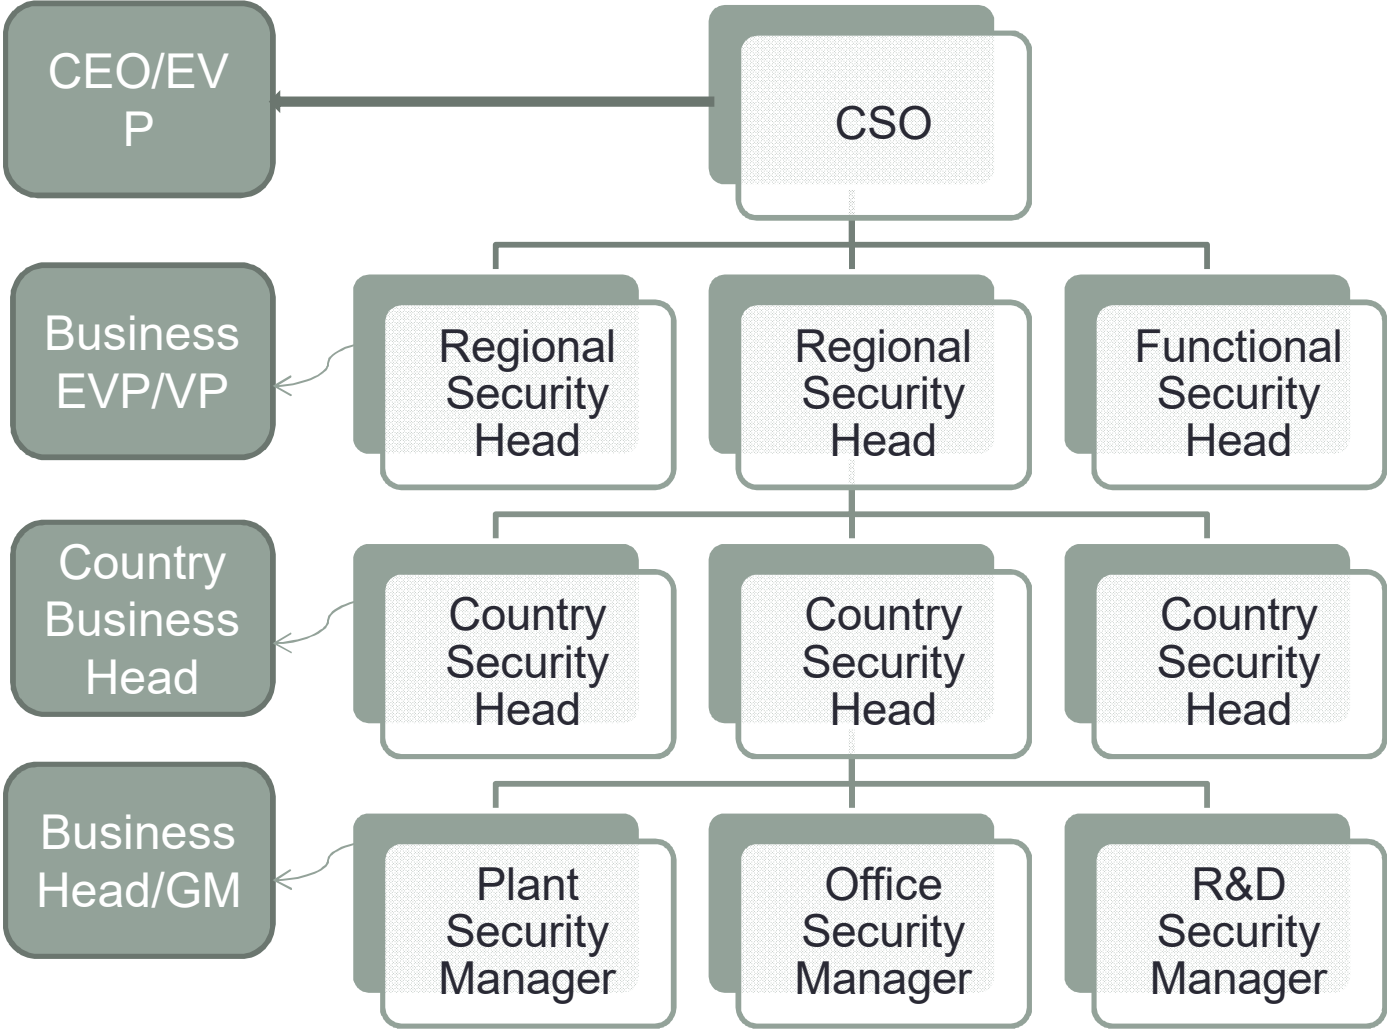 CEO/EV
P
CSO
Business
EVP/VP
Regional
Security
Head
Regional
Security
Head
Functional
Security
Head
Country
Business
Head
Country
Security
Head
Country
Security
Head
Country
Security
Head
Business
Head/GM
Plant
Security
Manager
Office
Security
Manager
R&D
Security
Manager